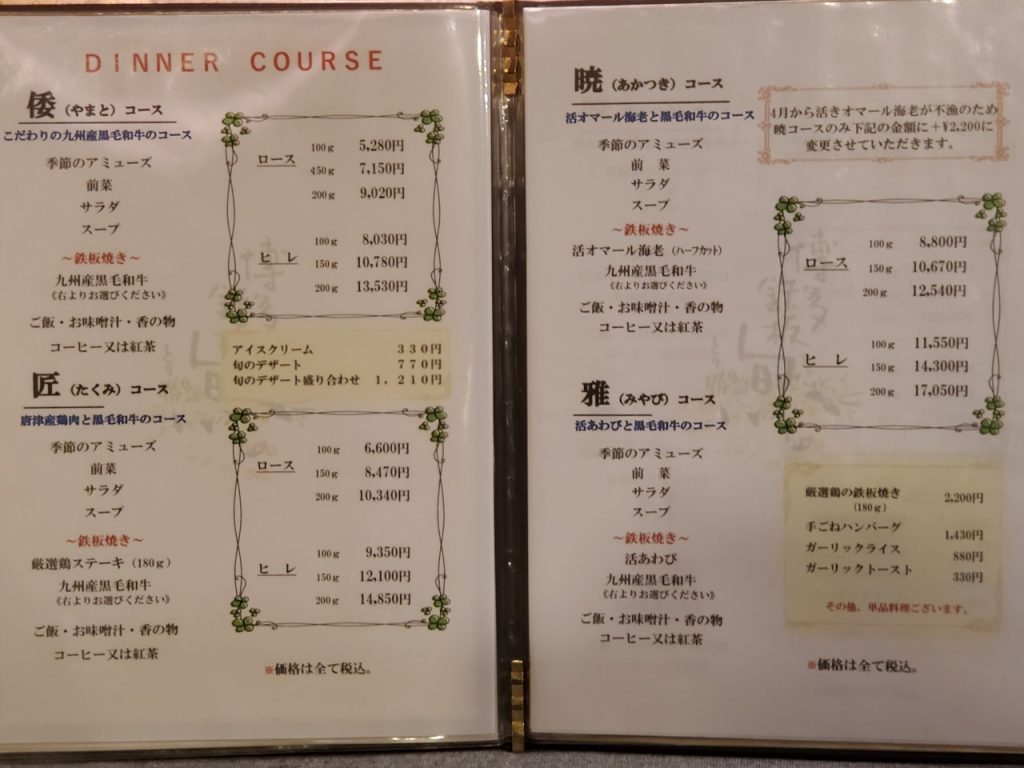 DINNER COURSE
倭（やまと）コース
こだわりの九州産黒毛和牛のコース
季節のアミューズ
前菜
サラダ
スープ
～鉄板焼き～
九州産黒毛和牛
《右よりお選びください》
ご飯・お味噌汁・香の物
コーヒー又は紅茶
ロース
100g 5,280円
450g 7,150円
200g 9,020円
ヒレ
100g 8,030円
150g 10,780円
200g 13,530円
アイスクリーム 330円
旬のデザート 770円
旬のデザート盛り合わせ 1,210円
匠（たくみ）コース
唐津産鶏肉と黒毛和牛のコース
季節のアミューズ
前菜
サラダ
スープ
～鉄板焼き～
厳選鶏ステーキ（180g）
九州産黒毛和牛
《右よりお選びください》
ご飯・お味噌汁・香の物
コーヒー又は紅茶
ロース
100g 6,600円
150g 8,470円
200g 10,340円
ヒレ
100g 9,350円
150g 12,100円
200g 14,850円
※価格は全て税込。
暁（あかつき）コース
活オマール海老と黒毛和牛のコース
季節のアミューズ
前菜
サラダ
スープ
～鉄板焼き～
活オマール海老（ハーフカット）
九州産黒毛和牛
《右よりお選びください》
ご飯・お味噌汁・香の物
コーヒー又は紅茶
4月から活きオマール海老が不漁のため
暁コースのみ下記の金額に＋¥2,200に
変更させていただきます。
ロース
100g 8,800円
150g 10,670円
200g 12,540円
ヒレ
100g 11,550円
150g 14,300円
200g 17,050円
雅（みやび）コース
活あわびと黒毛和牛のコース
季節のアミューズ
前菜
サラダ
スープ
～鉄板焼き～
活あわび
九州産黒毛和牛
《右よりお選びください》
ご飯・お味噌汁・香の物
コーヒー又は紅茶
厳選鶏の鉄板焼き 2,200円
（180g）
手ごねハンバーグ 1,430円
ガーリックライス 880円
ガーリックトースト 330円
その他、単品料理ございます。
※価格は全て税込。